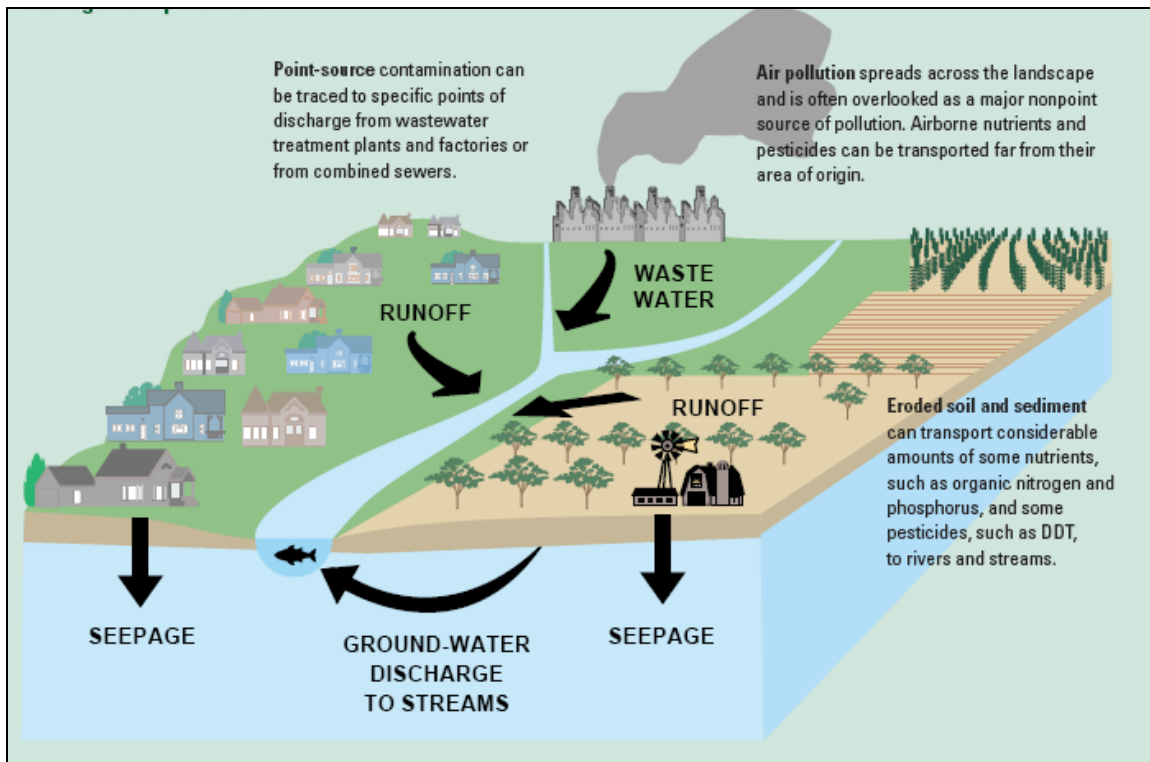 Point-source contamination can
be traced to specific points of
discharge from wastewater
treatment plants and factories or
from combined sewers.
Air pollution spreads across the landscape
and is often overlooked as a major nonpoint
source of pollution. Airborne nutrients and
pesticides can be transported far from their
area of origin.
WASTE
WATER
RUNOFF
RUNOFF
Eroded soil and sediment
can transport considerable
amounts of some nutrients,
such as organic nitrogen and
phosphorus, and some
pesticides, such as DDT,
to rivers and streams.
SEEPAGE
GROUND-WATER
DISCHARGE
TO STREAMS
SEEPAGE